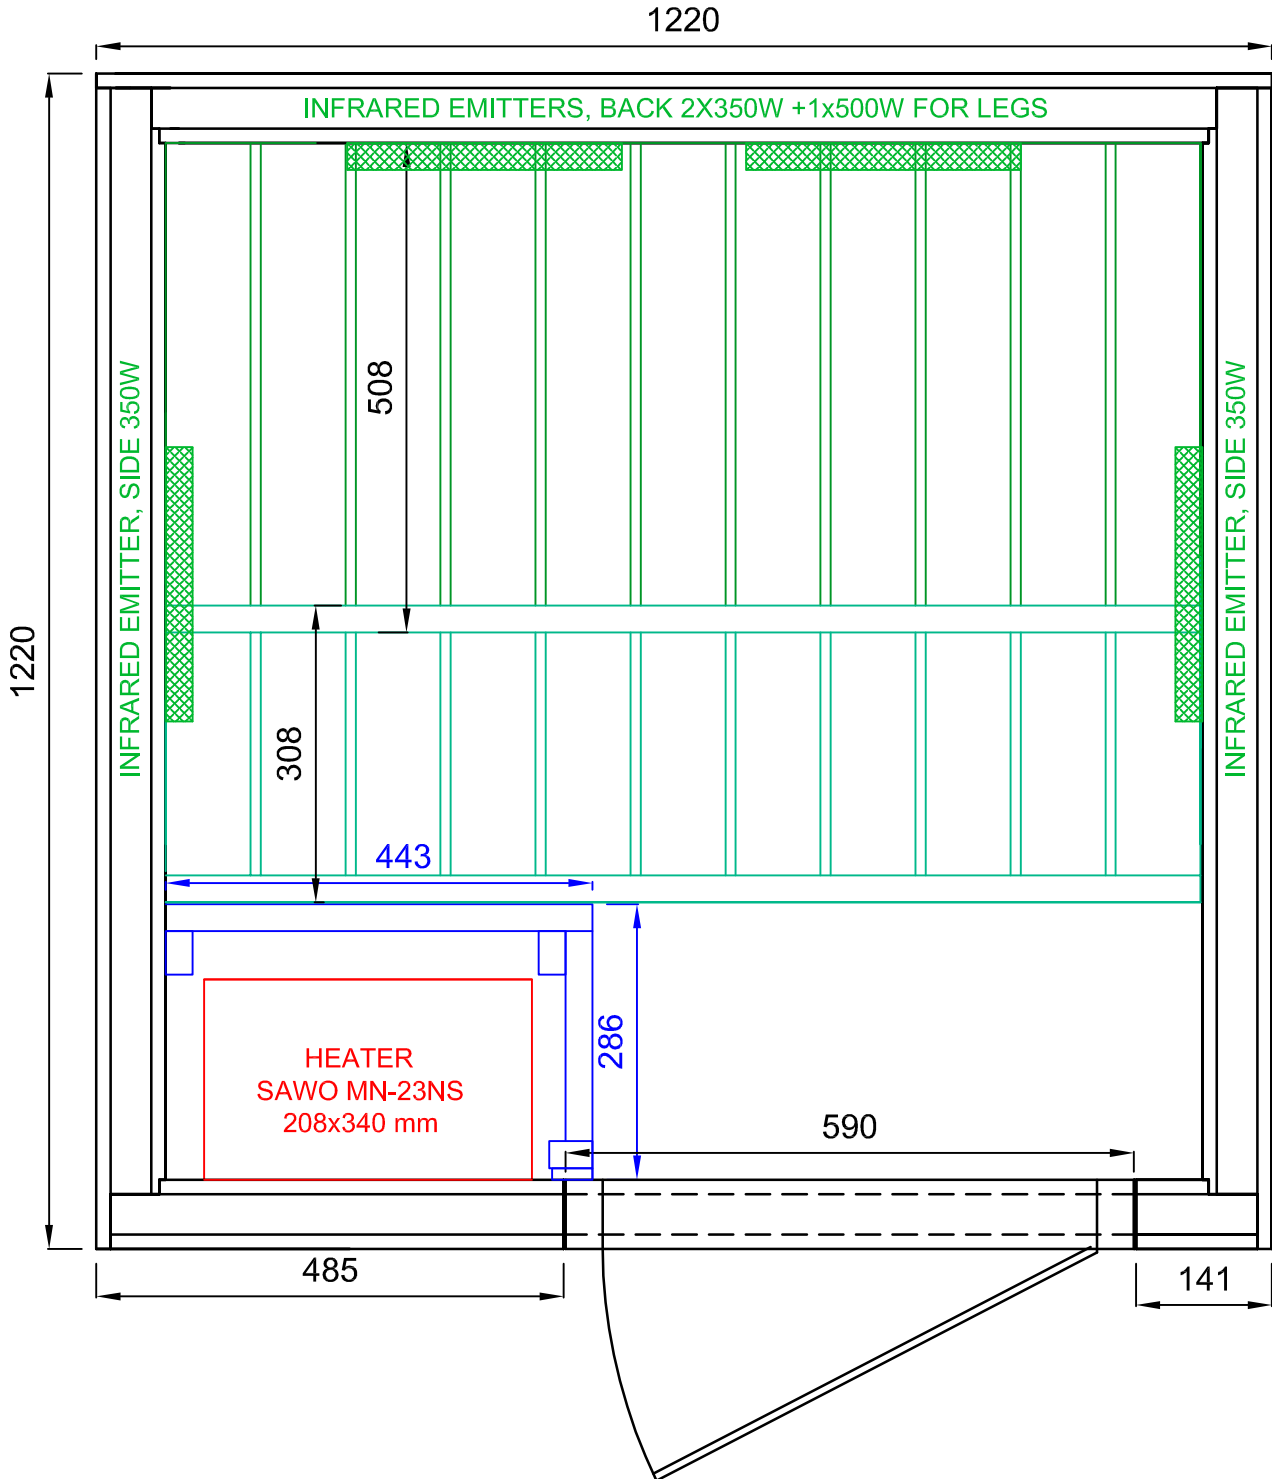 1220
INFRARED EMITTERS, BACK 2X350W +1x500W FOR LEGS
508
INFRARED EMITTER, SIDE 350W
INFRARED EMITTER, SIDE 350W
1220
308
443
286
HEATER
SAWO MN-23NS
208x340 mm
590
485
141